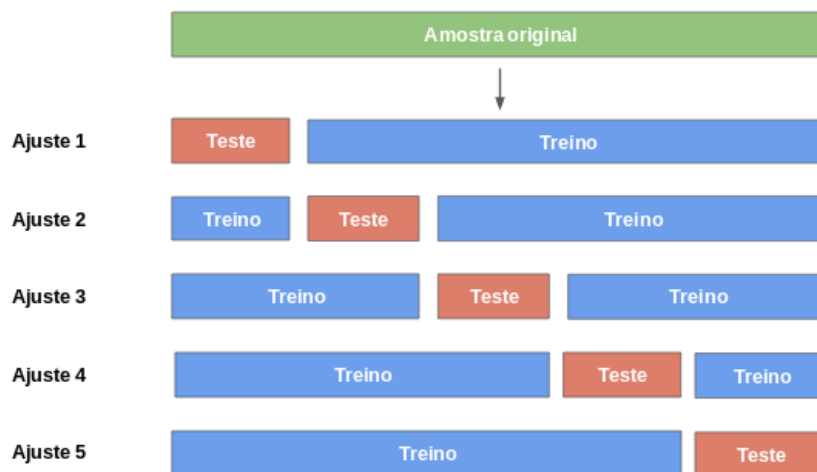 Amostra original
Ajuste 1 Teste Treino
Ajuste 2 Treino Teste Treino
Ajuste 3 Treino Teste Treino
Ajuste 4 Treino Teste Treino
Ajuste 5 Treino Teste